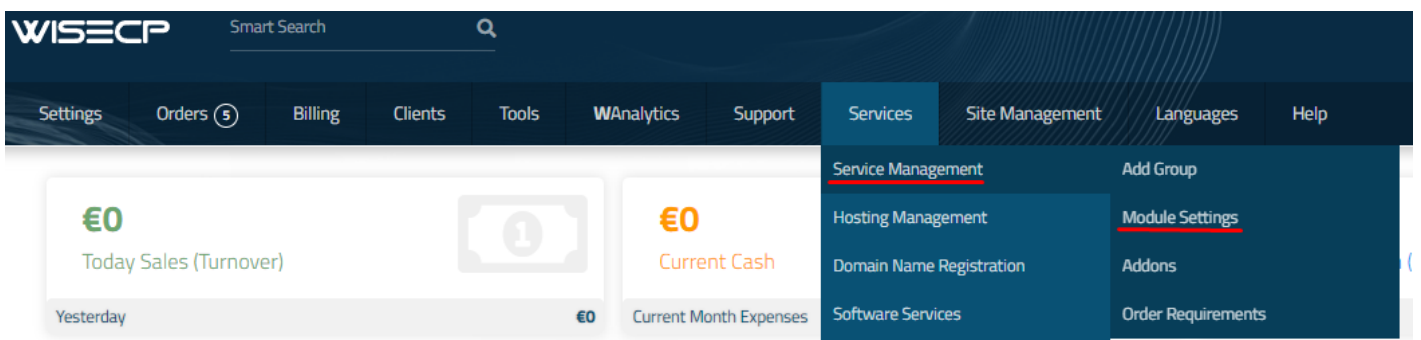 WISECP Smart Search
Settings Orders 5 Billing Clients Tools WAnalytics Support Services Site Management Languages Help
Service Management Add Group
Hosting Management Module Settings
Domain Name Registration Addons
Software Services Order Requirements
€0
Today Sales (Turnover)
Yesterday €0
1
€0
Current Cash
Current Month Expenses
(